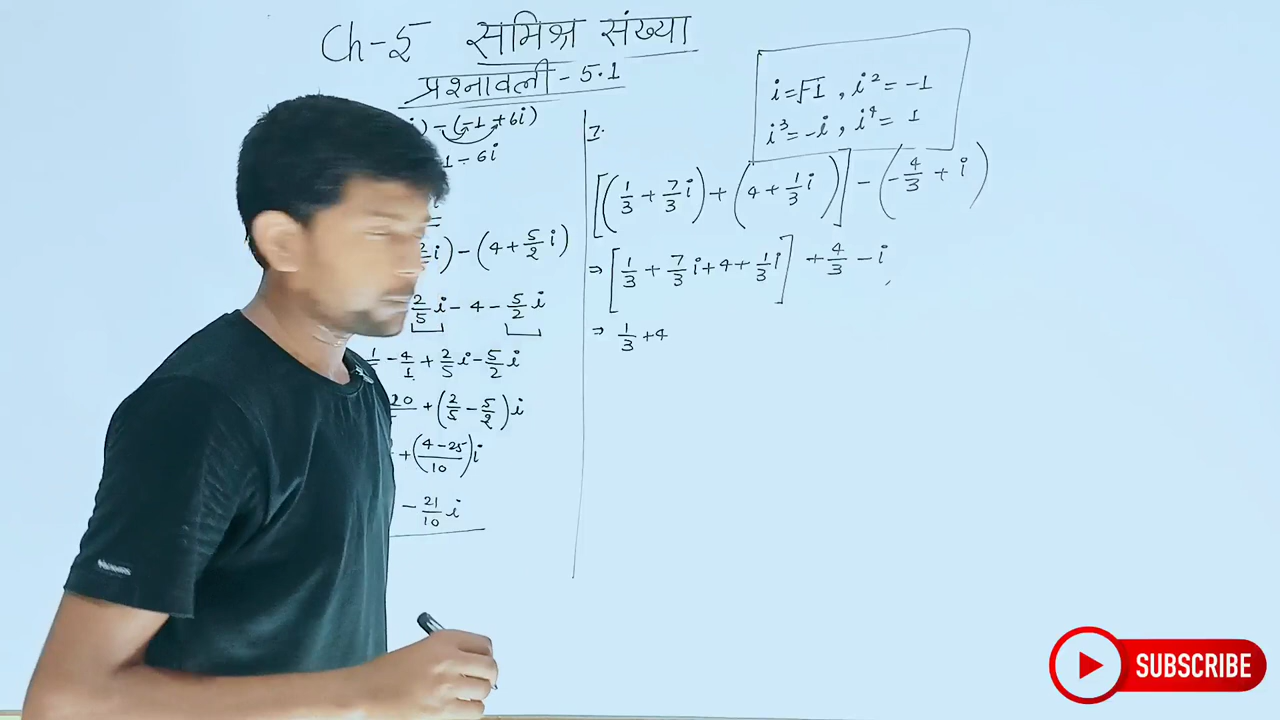 Ch-5 समिश्र संख्या
प्रश्नावली - 5.1
i=√-1 , i²= -1
i³= -i , i⁴= 1
i) - (-1 + 6i)
1 - 6i
i) - (4 + 5/2 i)
2/5 i - 4 - 5/2 i
- 4/1 + 2/5 i - 5/2 i
20 + (2/5 - 5/2) i
+ ((4-25)/10) i
- 21/10 i
7.
[(1/3 + 7/3 i) + (4 + 1/3 i)] - (-4/3 + i)
⇒ [1/3 + 7/3 i + 4 + 1/3 i] + 4/3 - i
⇒ 1/3 + 4
SUBSCRIBE